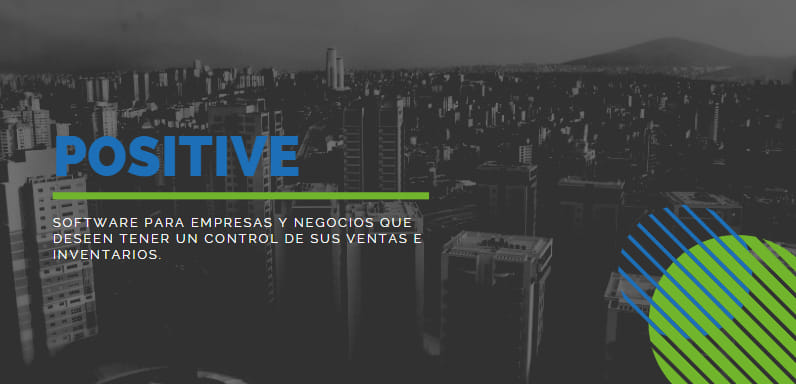 POSITIVE
SOFTWARE PARA EMPRESAS Y NEGOCIOS QUE
DESEEN TENER UN CONTROL DE SUS VENTAS E
INVENTARIOS.